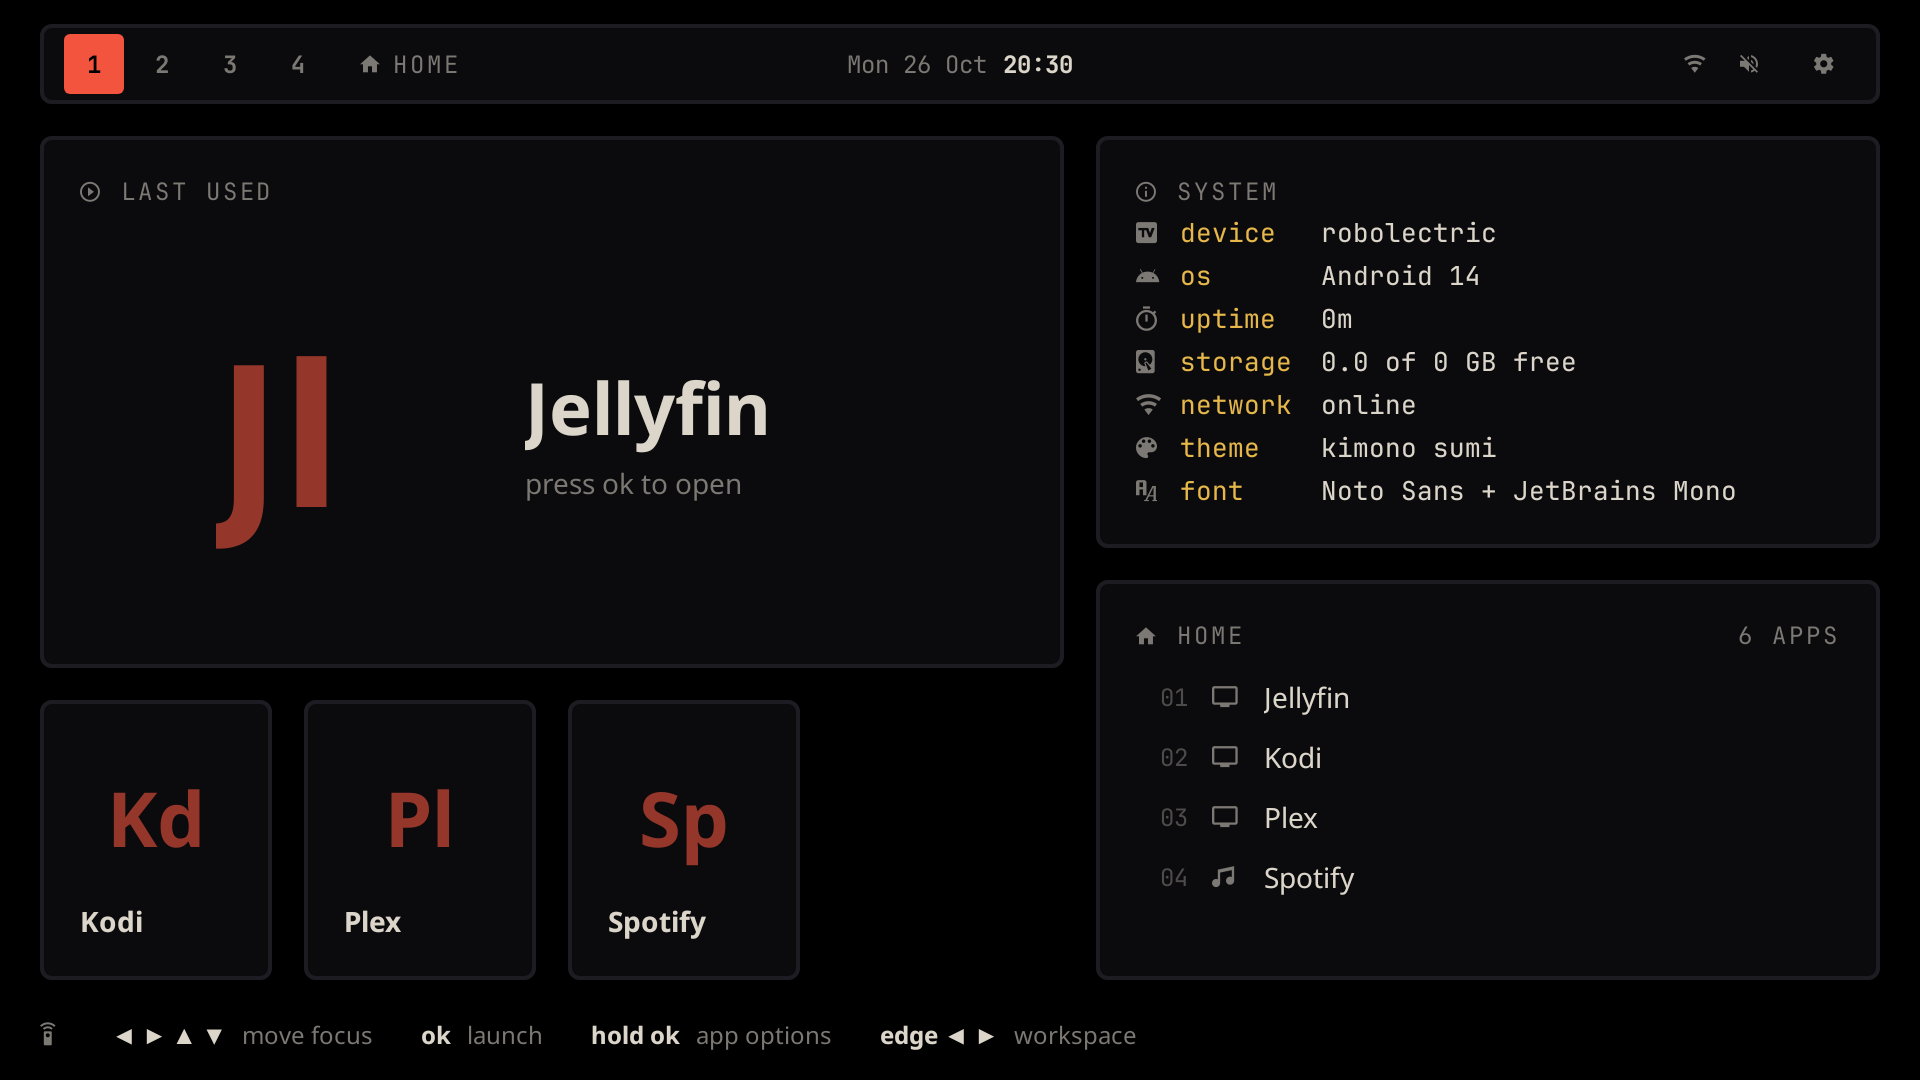 1 2 3 4 HOME Mon 26 Oct 20:30
LAST USED
Jl
Jellyfin
press ok to open
SYSTEM
TV device robolectric
os Android 14
uptime 0m
storage 0.0 of 0 GB free
network online
theme kimono sumi
font Noto Sans + JetBrains Mono
Kd
Kodi
Pl
Plex
Sp
Spotify
HOME 6 APPS
01 Jellyfin
02 Kodi
03 Plex
04 Spotify
◀ ▶ ▲ ▼ move focus ok launch hold ok app options edge ◀ ▶ workspace